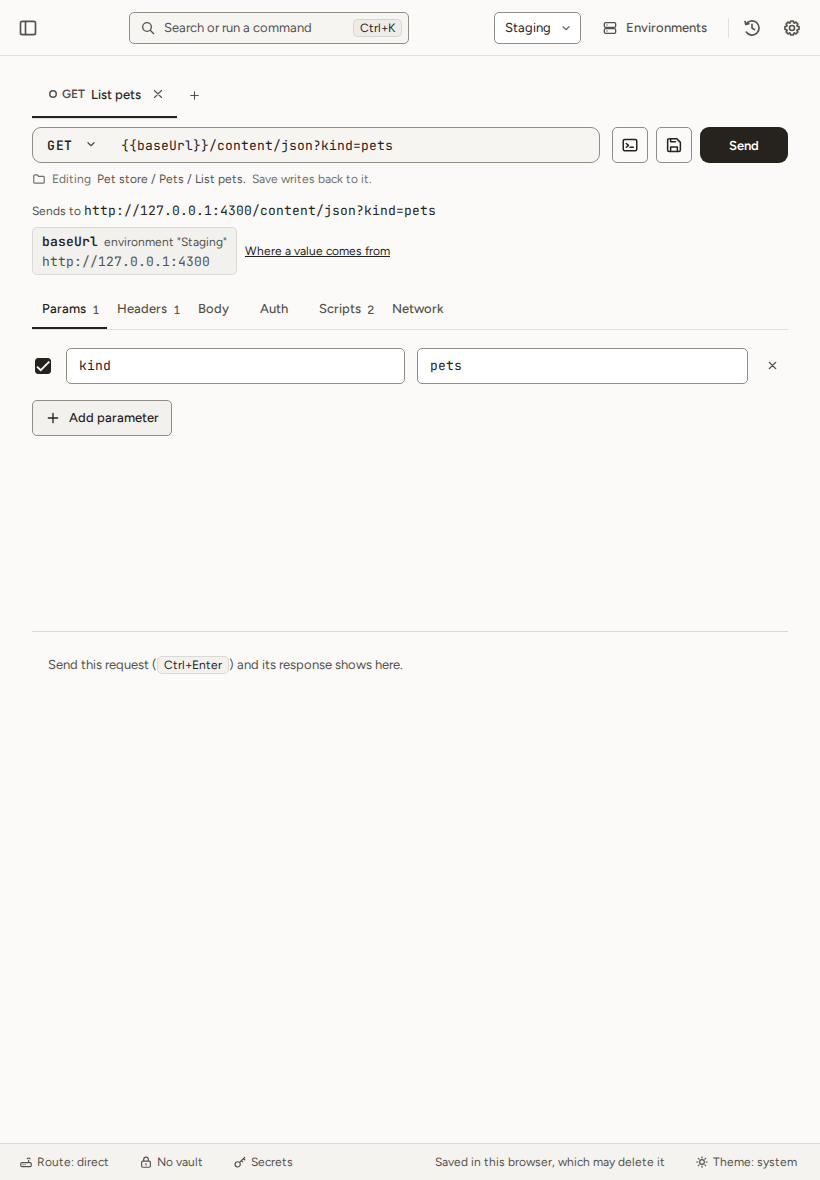 Search or run a command Ctrl+K Staging Environments
GET List pets
GET {{baseUrl}}/content/json?kind=pets Send
Editing Pet store / Pets / List pets. Save writes back to it.
Sends to http://127.0.0.1:4300/content/json?kind=pets
baseUrl environment "Staging"
http://127.0.0.1:4300
Where a value comes from
Params 1 Headers 1 Body Auth Scripts 2 Network
kind pets
Add parameter
Send this request (Ctrl+Enter) and its response shows here.
Route: direct No vault Secrets Saved in this browser, which may delete it Theme: system